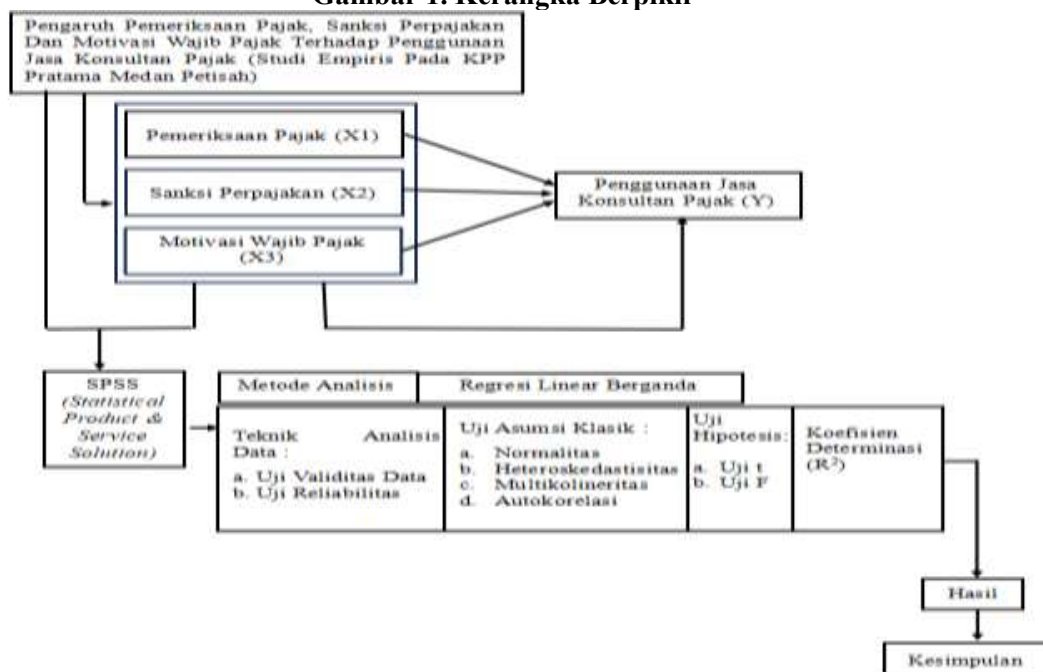 Gambar 1. Kerangka Berpikir
Pengaruh Pemeriksaan Pajak, Sanksi Perpajakan
Dan Motivasi Wajib Pajak Terhadap Penggunaan
Jasa Konsultan Pajak (Studi Empiris Pada KPP
Pratama Medan Petisah)
Pemeriksaan Pajak (X1)
Sanksi Perpajakan (X2)
Motivasi Wajib Pajak
(X3)
Penggunaan Jasa
Konsultan Pajak (Y)
SPSS
(Statistical
Product &
Service
Solution)
Metode Analisis
Regresi Linear Berganda
Teknik Analisis
Data :
a. Uji Validitas Data
b. Uji Reliabilitas
Uji Asumsi Klasik :
a. Normalitas
b. Heteroskedastisitas
c. Multikolineritas
d. Autokorelasi
Uji
Hipotesis:
a. Uji t
b. Uji F
Koefisien
Determinasi
(R²)
Hasil
Kesimpulan